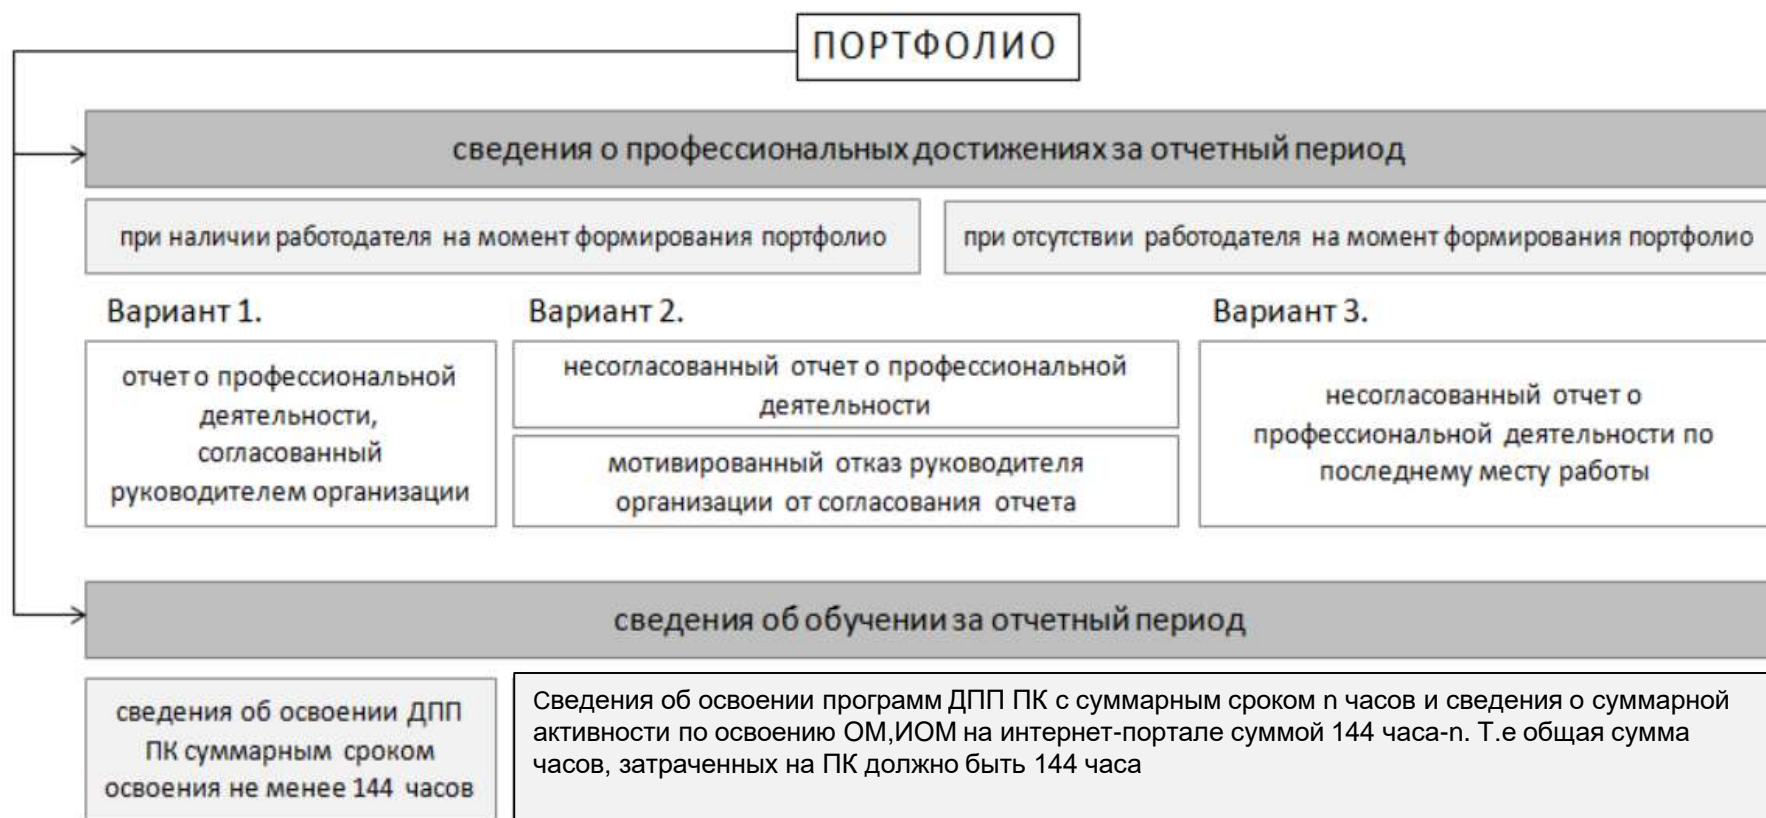 ПОРТФОЛИО
сведения о профессиональных достижениях за отчетный период
при наличии работодателя на момент формирования портфолио
при отсутствии работодателя на момент формирования портфолио
Вариант 1.
отчет о профессиональной
деятельности,
согласованный
руководителем организации
Вариант 2.
несогласованный отчет о профессиональной
деятельности
мотивированный отказ руководителя
организации от согласования отчета
Вариант 3.
несогласованный отчет о
профессиональной деятельности по
последнему месту работы
сведения об обучении за отчетный период
сведения об освоении ДПП
ПК суммарным сроком
освоения не менее 144 часов
Сведения об освоении программ ДПП ПК с суммарным сроком n часов и сведения о суммарной
активности по освоению ОМ,ИОМ на интернет-портале суммой 144 часа-n. Т.е общая сумма
часов, затраченных на ПК должно быть 144 часа